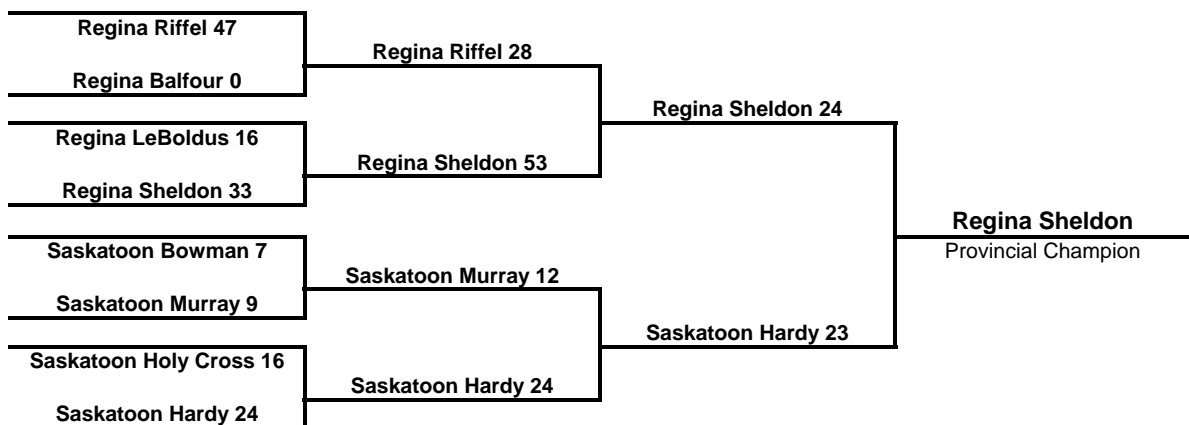 Regina Riffel 47
Regina Balfour 0
Regina LeBoldus 16
Regina Sheldon 33
Saskatoon Bowman 7
Saskatoon Murray 9
Saskatoon Holy Cross 16
Saskatoon Hardy 24
Regina Riffel 28
Regina Sheldon 53
Saskatoon Murray 12
Saskatoon Hardy 24
Regina Sheldon 24
Saskatoon Hardy 23
Regina Sheldon
Provincial Champion